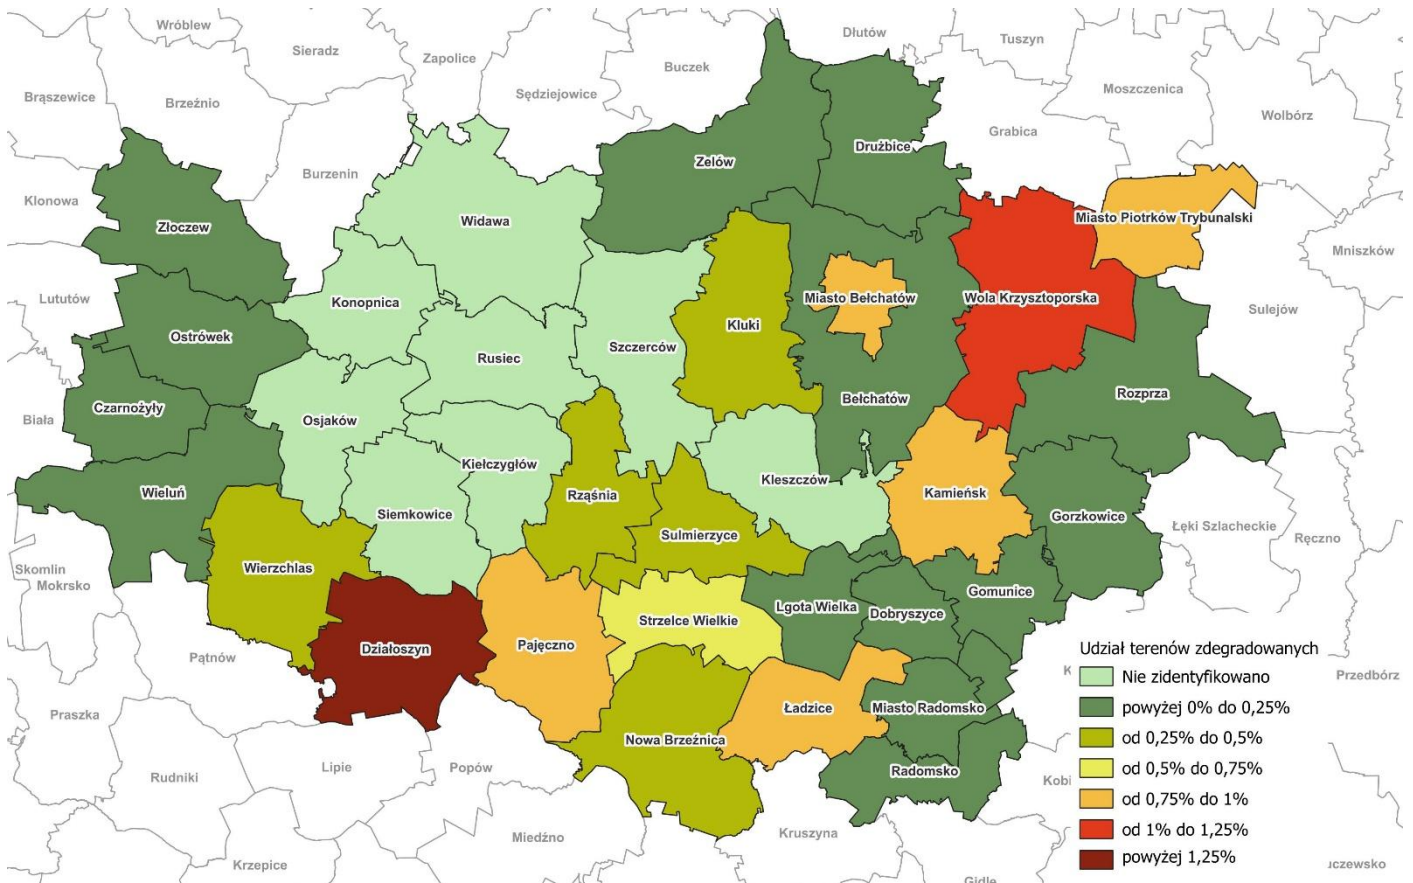 Wróblew
Sieradz
Zapolice
Dłutów
Tuszyn
Buczek
Sędziejowice
Moszczenica
Brąszewice
Brzeźnio
Wolbórz
Grabica
Zelów
Drużbice
Burzenin
Klonowa
Złoczew
Widawa
Miasto Piotrków Trybunalski
Mniszków
Lututów
Konopnica
Miasto Bełchatów
Wola Krzysztoporska
Sulejów
Kluki
Ostrówek
Szczerców
Rusiec
Rozprza
Bełchatów
Czarnożyły
Biała
Osjaków
Kiełczygłów
Kleszczów
Wieluń
Rząśnia
Kamieńsk
Siemkowice
Gorzkowice
Łęki Szlacheckie
Sulmierzyce
Ręczno
Skomlin
Wierzchlas
Mokrsko
Gomunice
Lgota Wielka
Dobryszyce
Strzelce Wielkie
Działoszyn
Pajęczno
Pątnów
Przedbórz
Praszka
Ładzice
Miasto Radomsko
Nowa Brzeźnica
Radomsko
Lipie
Popów
Rudniki
Kobi
Miedźno
Kruszyna
Krzepice
Gidle
uczewsko
K
Udział terenów zdegradowanych
Nie zidentyfikowano
powyżej 0% do 0,25%
od 0,25% do 0,5%
od 0,5% do 0,75%
od 0,75% do 1%
od 1% do 1,25%
powyżej 1,25%